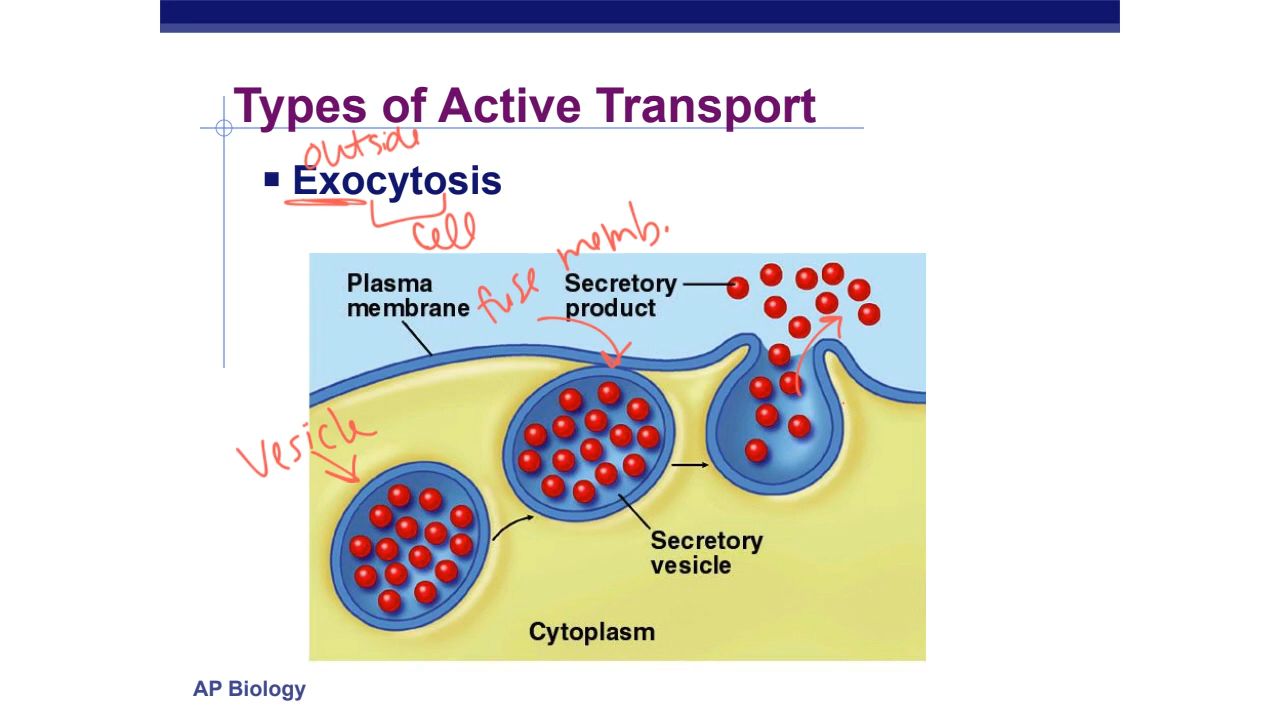 Types of Active Transport
outside
Exocytosis
cell
fuse memb.
Plasma
membrane
Secretory
product
Vesicle
Secretory
vesicle
Cytoplasm
AP Biology